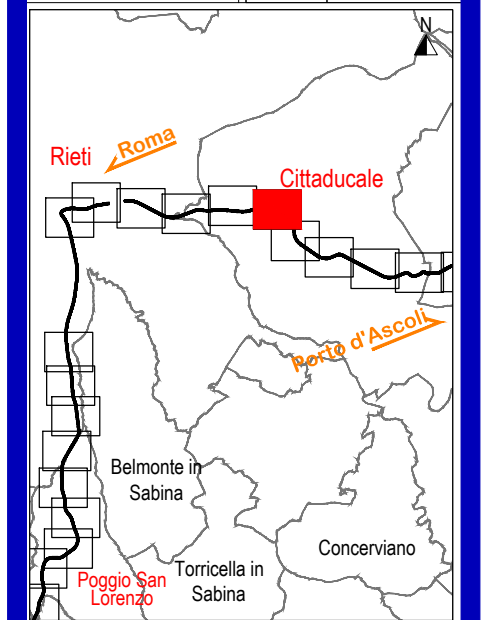 N
Roma
Rieti
Cittaducale
Porto d'Ascoli
Belmonte in
Sabina
Concerviano
Torricella in
Sabina
Poggio San
Lorenzo